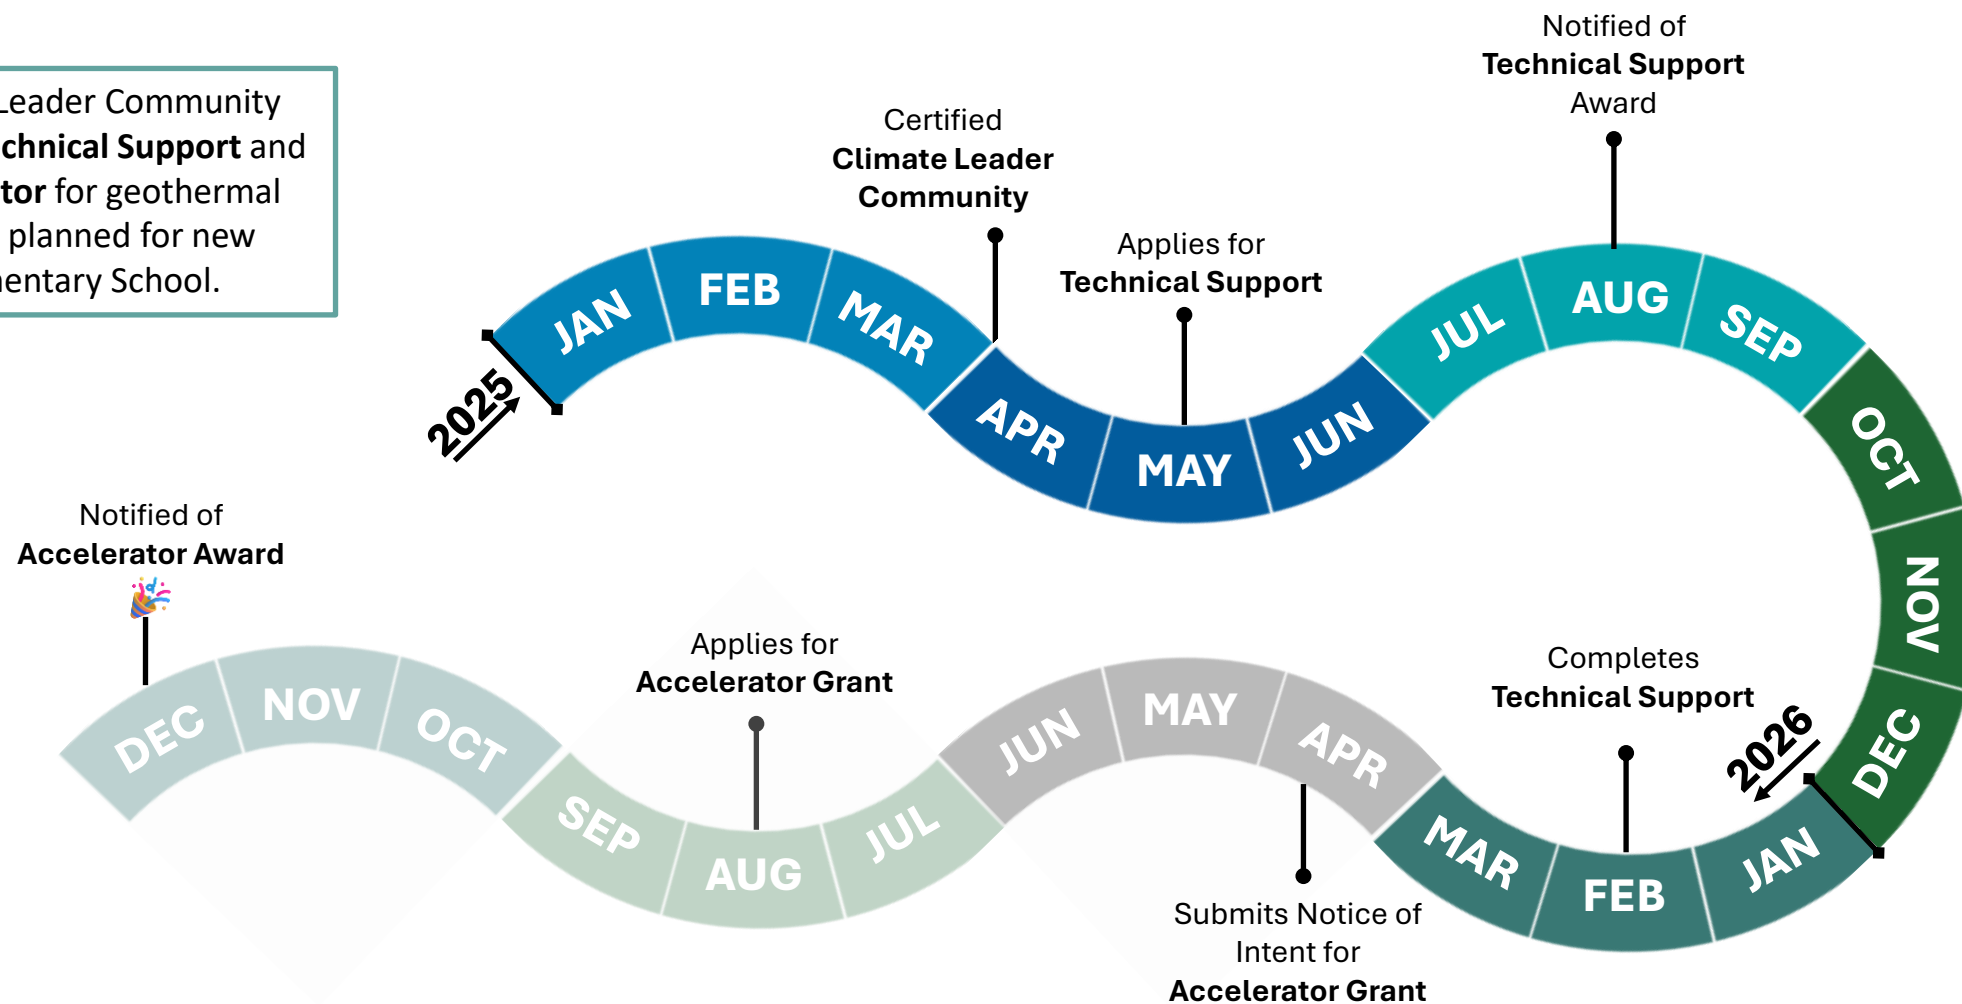 Leader Community
chnical Support and
tor for geothermal
planned for new
mentary School.
Notified of
Technical Support
Award
Certified
Climate Leader
Community
Applies for
Technical Support
2025
JAN
FEB
MAR
APR
MAY
JUN
JUL
AUG
SEP
OCT
NOV
DEC
2026
JAN
FEB
MAR
Completes
Technical Support
APR
MAY
JUN
Submits Notice of
Intent for
Accelerator Grant
JUL
AUG
SEP
Applies for
Accelerator Grant
OCT
NOV
DEC
Notified of
Accelerator Award